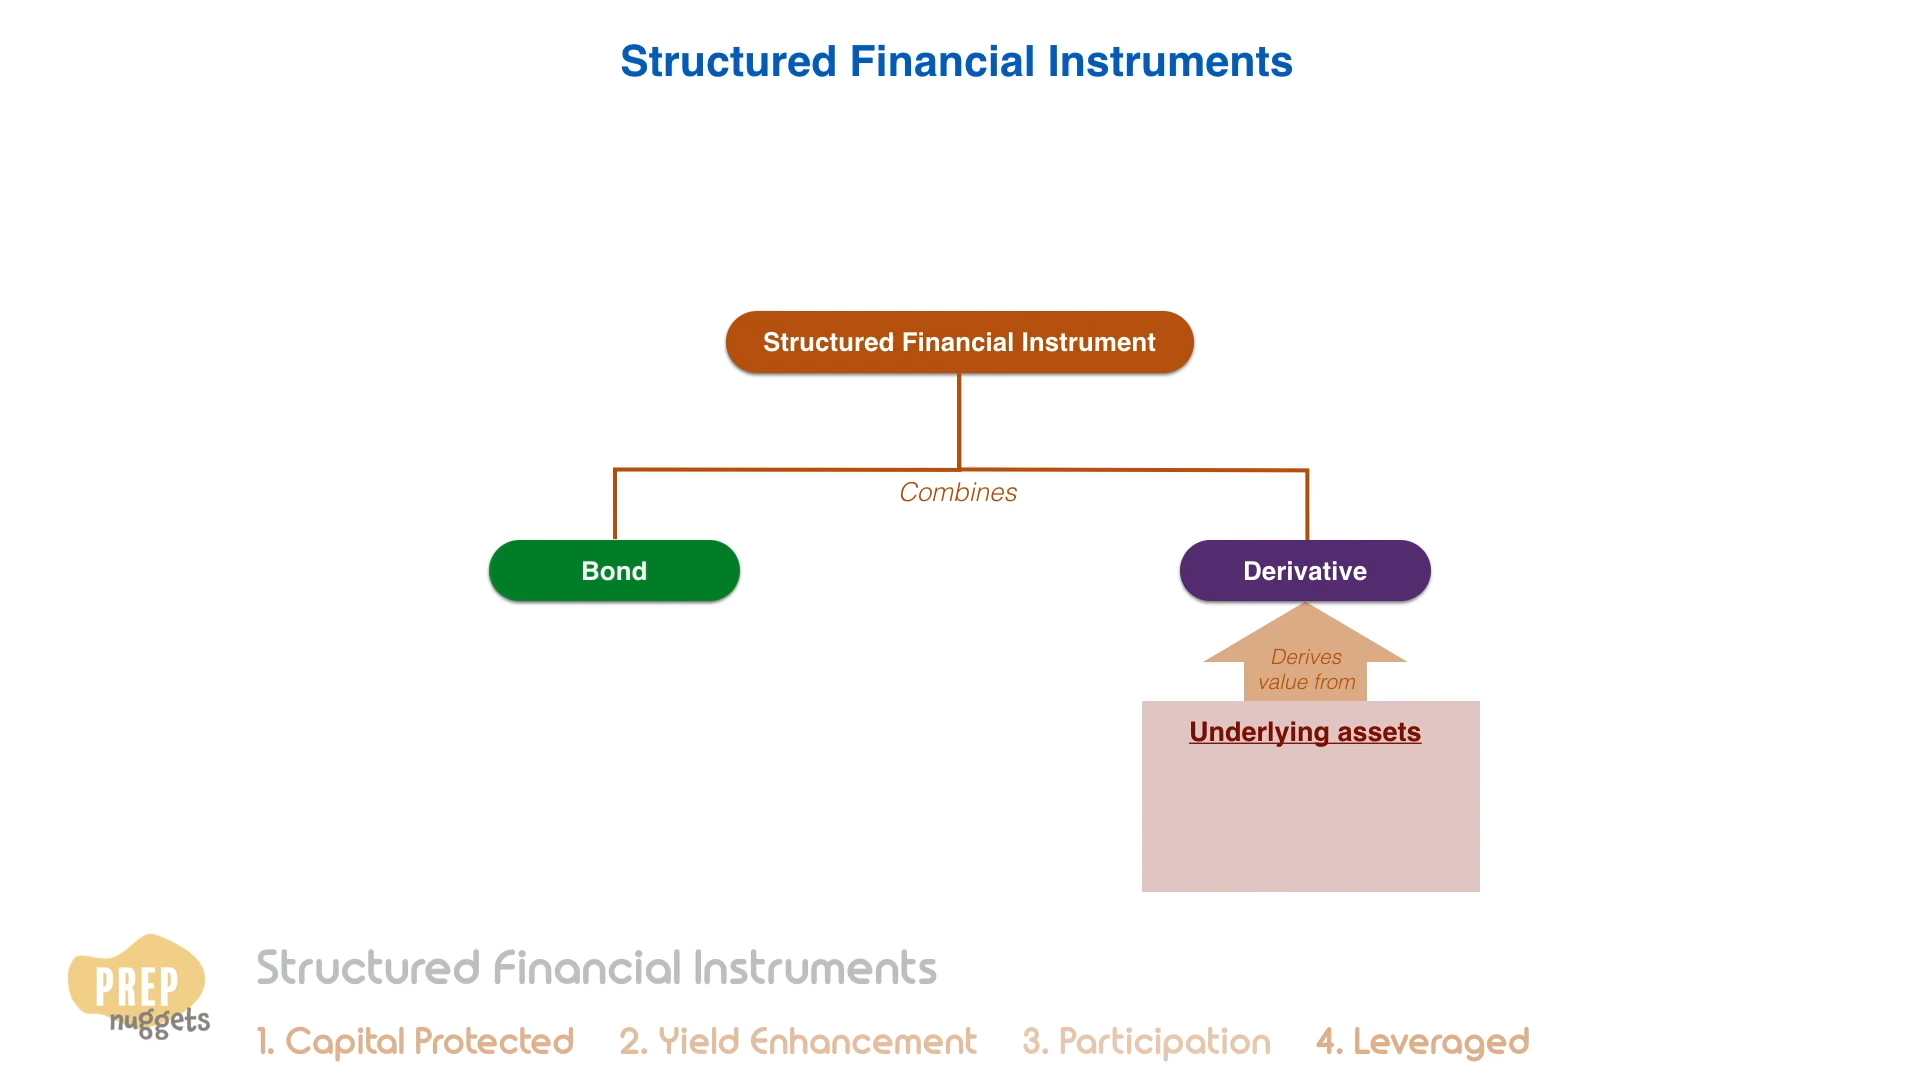 Structured Financial Instruments
Structured Financial Instrument
Combines
Bond
Derivative
Derives
value from
Underlying assets
PREP
nuggets
Structured Financial Instruments
1. Capital Protected
2. Yield Enhancement
3. Participation
4. Leveraged